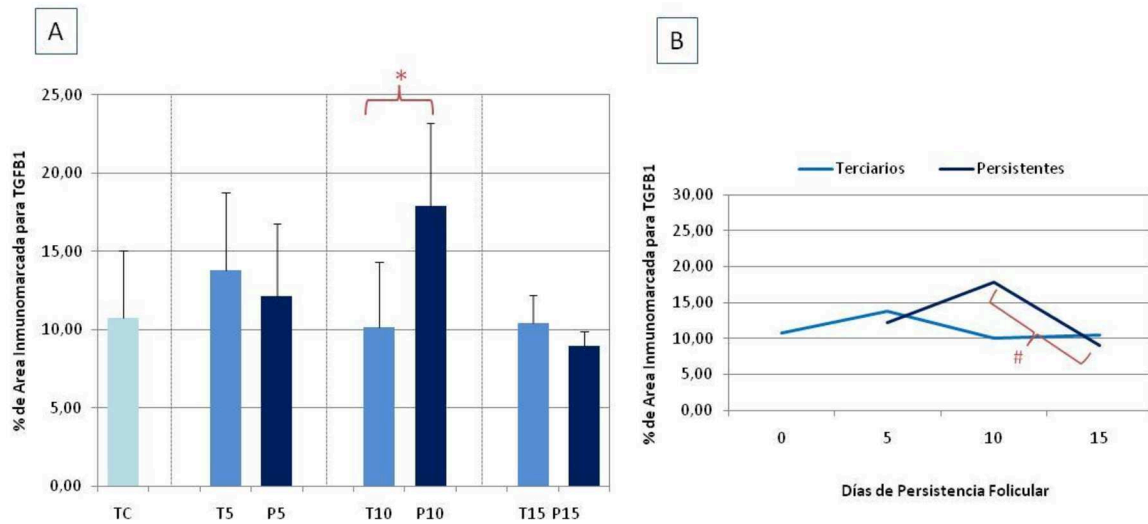 A
% de Area Inmunomarcada para TGFB1
25,00
20,00
15,00
10,00
5,00
0,00
*
TC T5 P5 T10 P10 T15 P15
B
% de Area Inmunomarcada para TGFB1
Terciarios Persistentes
30,00
25,00
20,00
15,00
10,00
5,00
0,00
#
0 5 10 15
Días de Persistencia Folicular